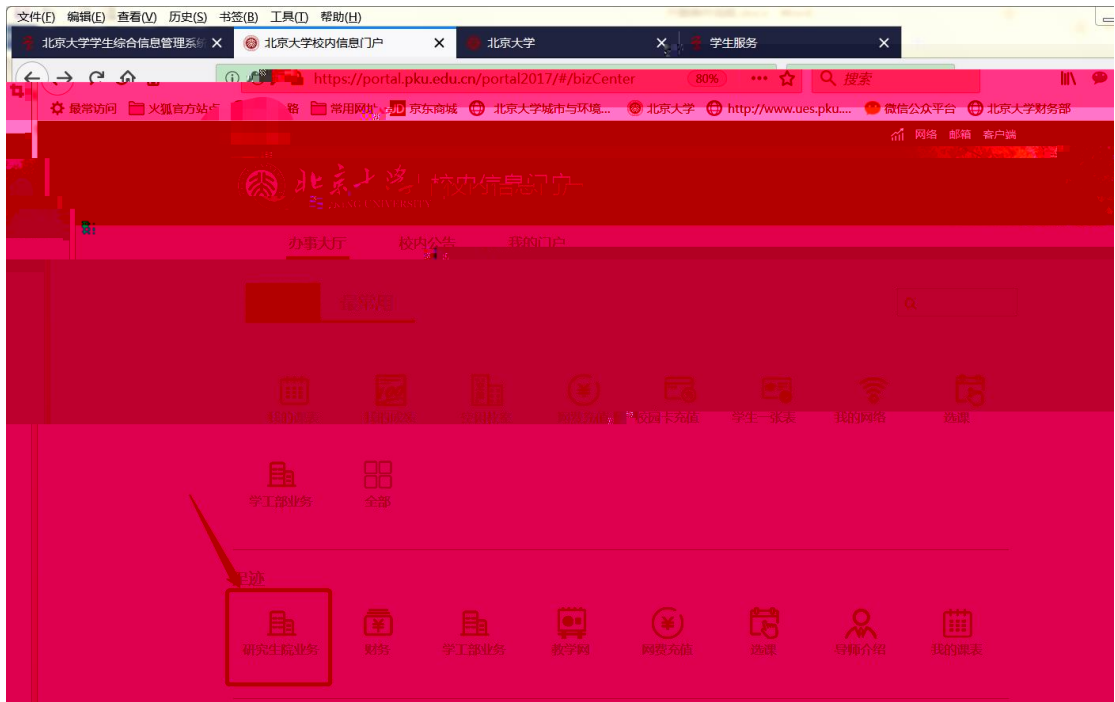 文件(F) 编辑(E) 查看(V) 历史(S) 书签(B) 工具(T) 帮助(H)
北京大学学生综合信息管理系统 北京大学校内信息门户 北京大学 学生服务
https://portal.pku.edu.cn/portal2017/#/bizCenter 80% 搜索
最常访问 火狐官方站点 常用网址 京东商城 北京大学城市与环境... 北京大学 http://www.ues.pku.... 微信公众平台 北京大学财务部
网络 邮箱 客户端
北京大学 校内信息门户
办事大厅 校内公告 我的门户
校园卡充值 学生一张表 我的网络 选课
学工部业务 全部
足迹
研究生院业务 财务 学工部业务 教学网 网费充值 选课 导师介绍 我的课表